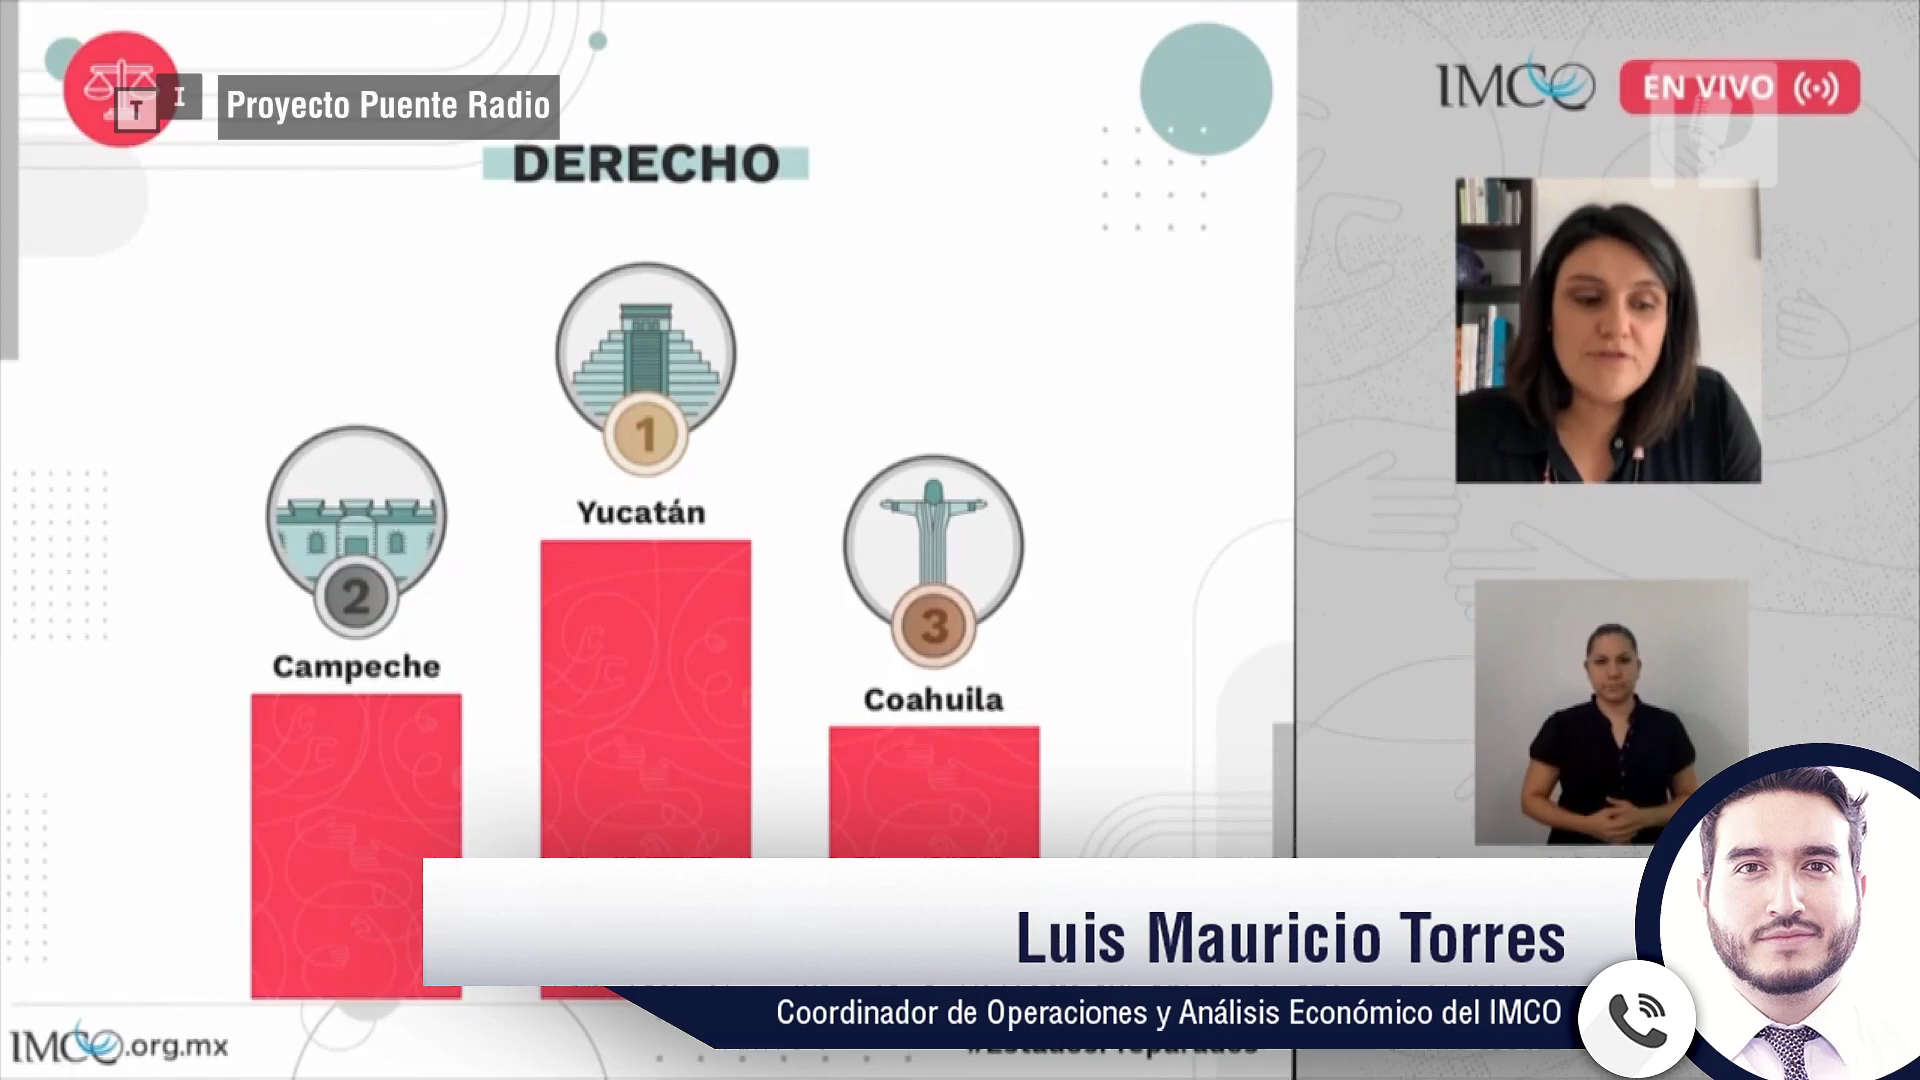 T
I
Proyecto Puente Radio
DERECHO
IMCO
EN VIVO
1
Yucatán
2
Campeche
3
Coahuila
Luis Mauricio Torres
Coordinador de Operaciones y Análisis Económico del IMCO
IMCO.org.mx